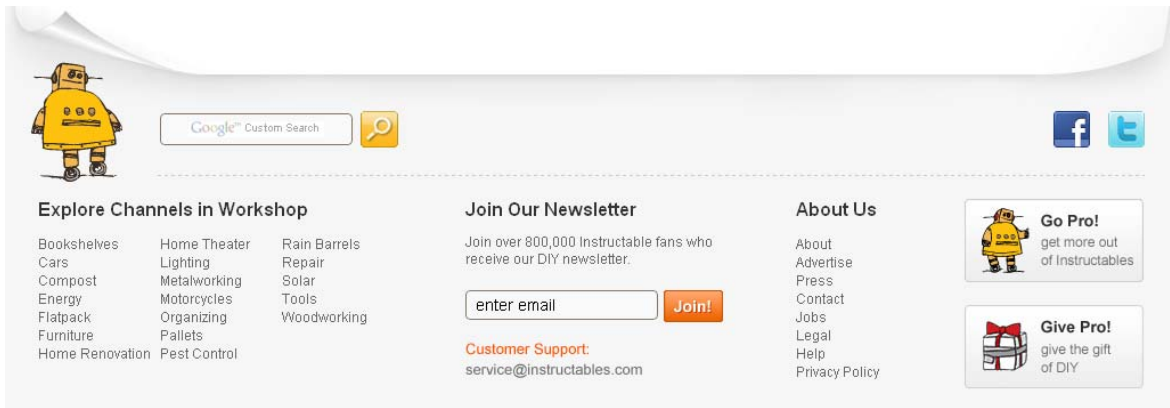 Google™ Custom Search
Explore Channels in Workshop
Bookshelves
Cars
Compost
Energy
Flatpack
Furniture
Home Renovation
Home Theater
Lighting
Metalworking
Motorcycles
Organizing
Pallets
Pest Control
Rain Barrels
Repair
Solar
Tools
Woodworking
Join Our Newsletter
Join over 800,000 Instructable fans who
receive our DIY newsletter.
enter email
Join!
Customer Support:
service@instructables.com
About Us
About
Advertise
Press
Contact
Jobs
Legal
Help
Privacy Policy
Go Pro!
get more out
of Instructables
Give Pro!
give the gift
of DIY